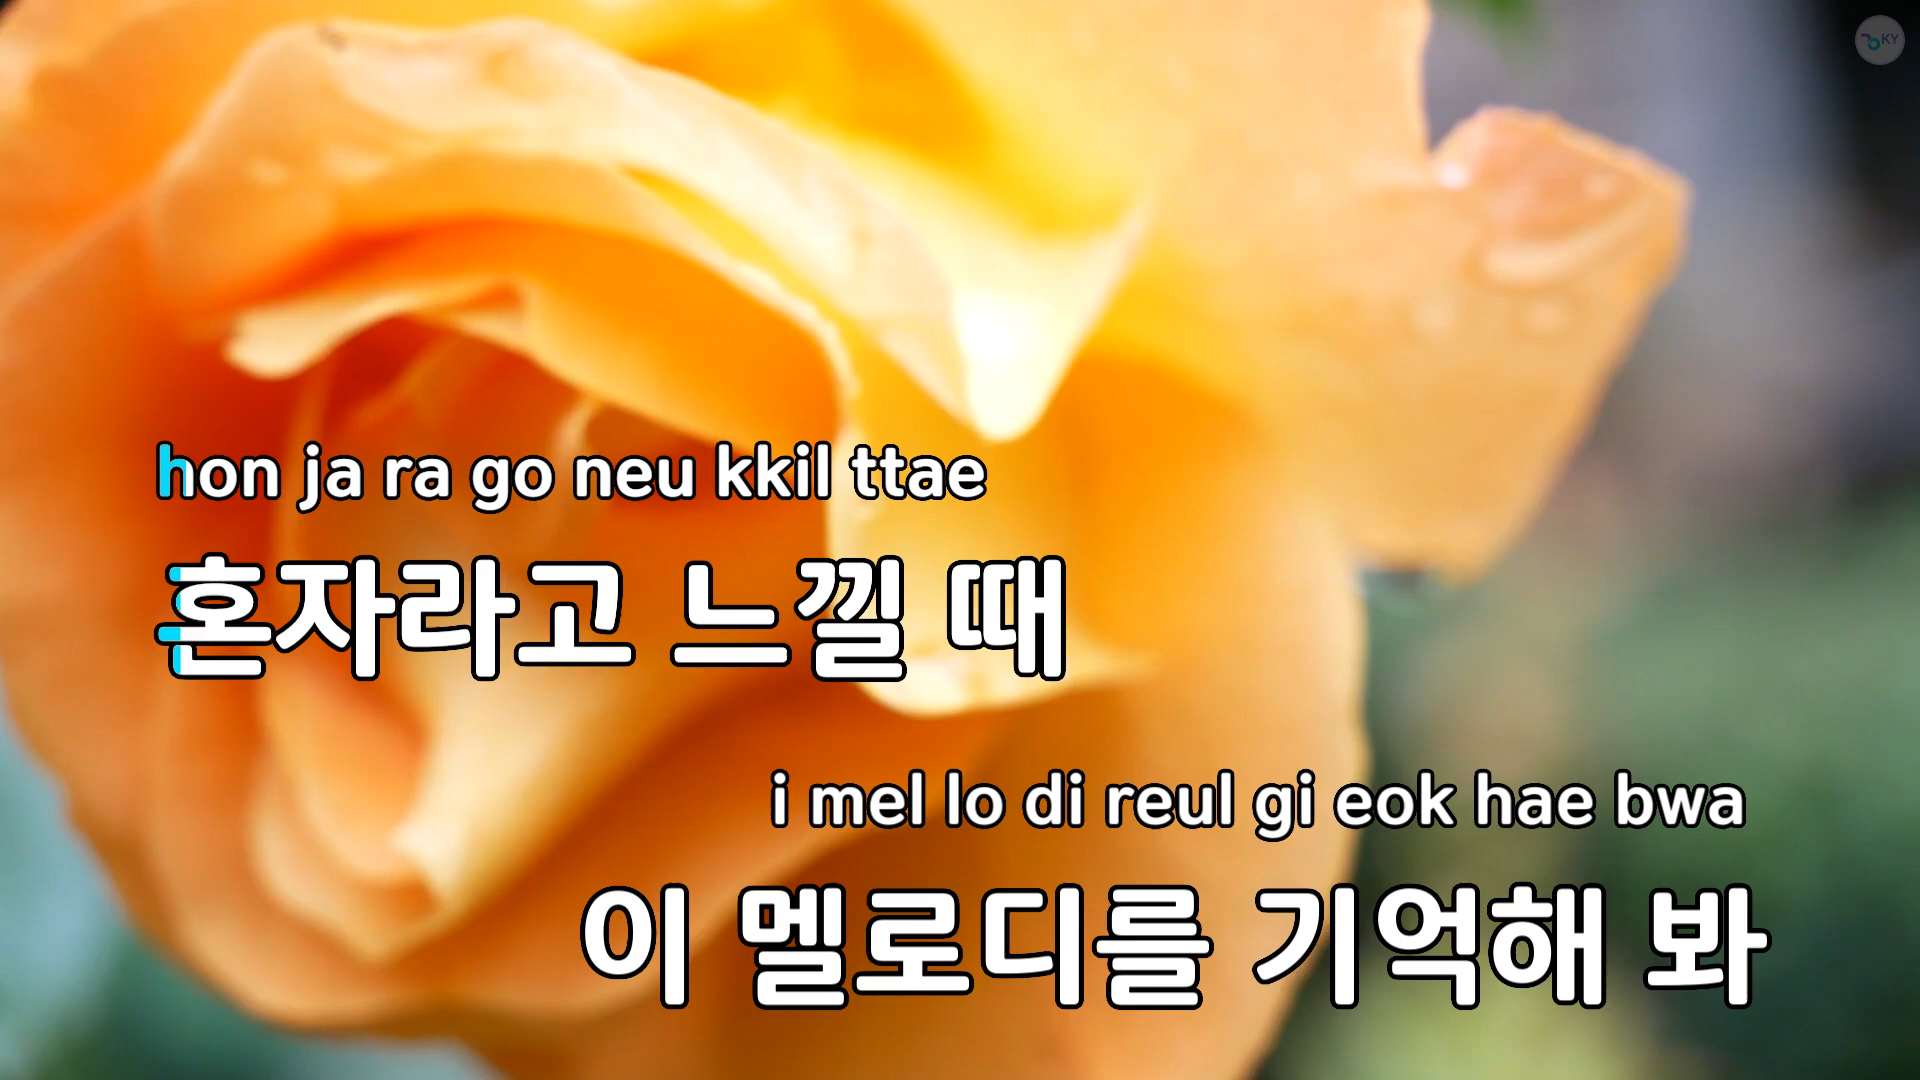 KY
hon ja ra go neu kkil ttae
혼자라고 느낄 때
i mel lo di reul gi eok hae bwa
이 멜로디를 기억해 봐